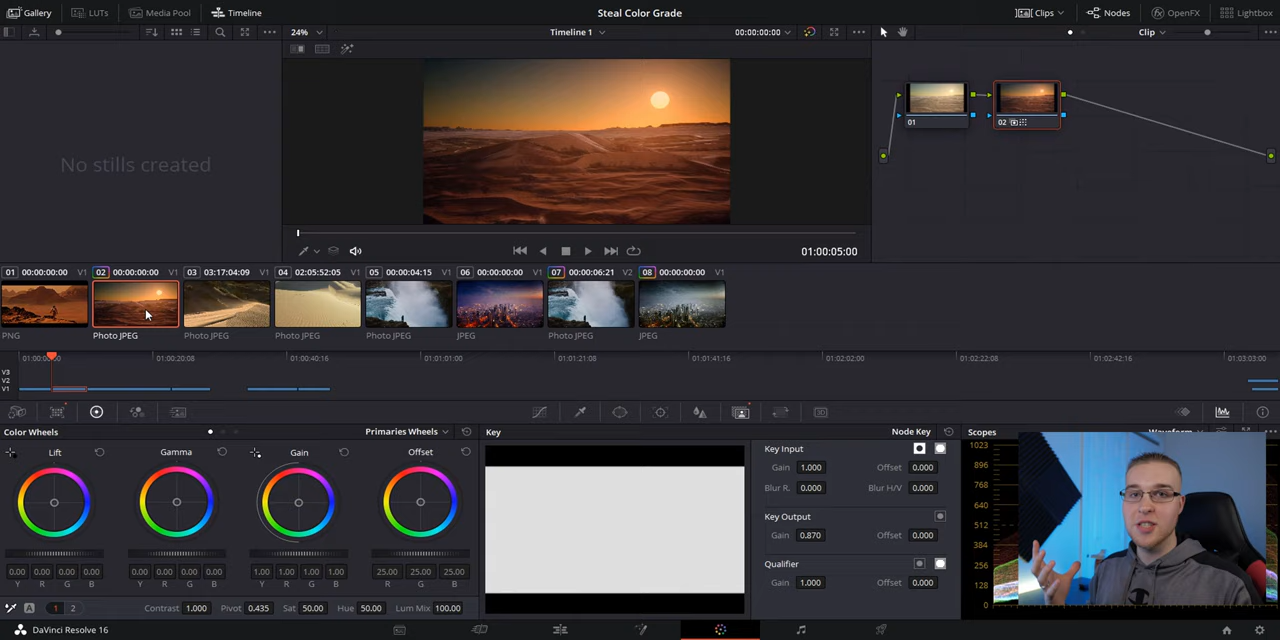 Gallery LUTs Media Pool Timeline Steal Color Grade Clips Nodes OpenFX Lightbox
24% Timeline 1 00:00:00:00 Clip
No stills created
01 02
01:00:05:00
01 00:00:00:00 V1 02 00:00:00:00 V1 03 03:17:04:09 V1 04 02:05:52:05 V1 05 00:00:04:15 V1 06 00:00:00:00 V1 07 00:00:06:21 V2 08 00:00:00:00 V1
PNG Photo JPEG Photo JPEG Photo JPEG Photo JPEG JPEG Photo JPEG JPEG
01:00:20:08 01:00:40:16 01:01:01:00 01:01:21:08 01:01:41:16 01:02:02:00 01:02:22:08 01:02:42:16 01:03:03:00
V3
V2
V1
Color Wheels Primaries Wheels Key Node Key Scopes
Lift Gamma Gain Offset
Key Input
Gain 1.000 Offset 0.000
Blur R. 0.000 Blur H/V 0.000
Key Output
Gain 0.870 Offset 0.000
Qualifier
Gain 1.000 Offset 0.000
1023
896
768
640
512
384
256
128
0
0.00 0.00 0.00 0.00 0.00 0.00 0.00 0.00 1.00 1.00 1.00 1.00 25.00 25.00 25.00
Y R G B Y R G B Y R G B R G B
A 1 2 Contrast 1.000 Pivot 0.435 Sat 50.00 Hue 50.00 Lum Mix 100.00
DaVinci Resolve 16